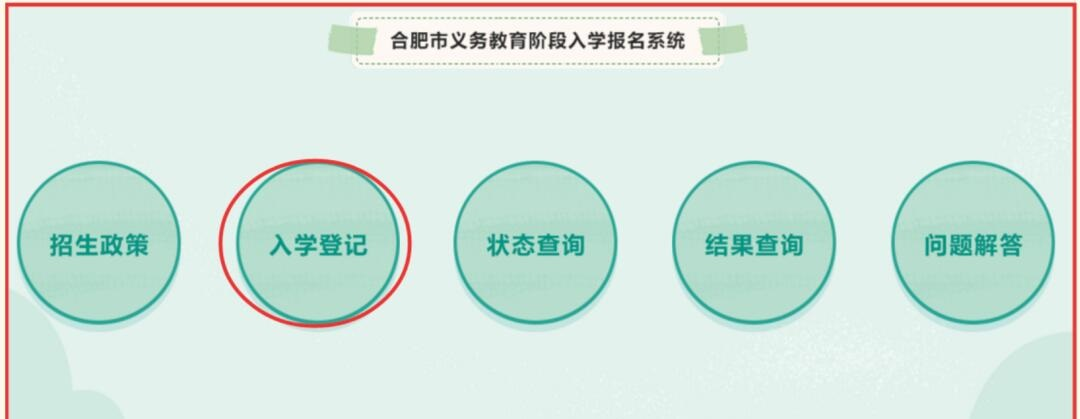 合肥市义务教育阶段入学报名系统
招生政策
入学登记
状态查询
结果查询
问题解答